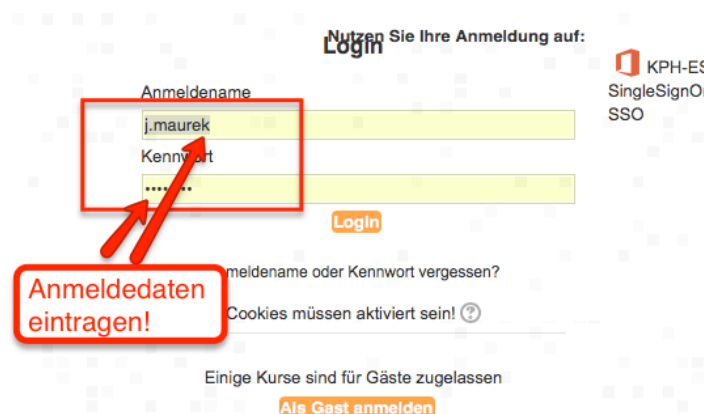 Nutzen Sie Ihre Anmeldung auf:
Login
KPH-ES
SingleSignOn
SSO
Anmeldename
j.maurek
Kennwort
••••••••
Login
Anmeldedaten
eintragen!
meldename oder Kennwort vergessen?
Cookies müssen aktiviert sein! ?
Einige Kurse sind für Gäste zugelassen
Als Gast anmelden